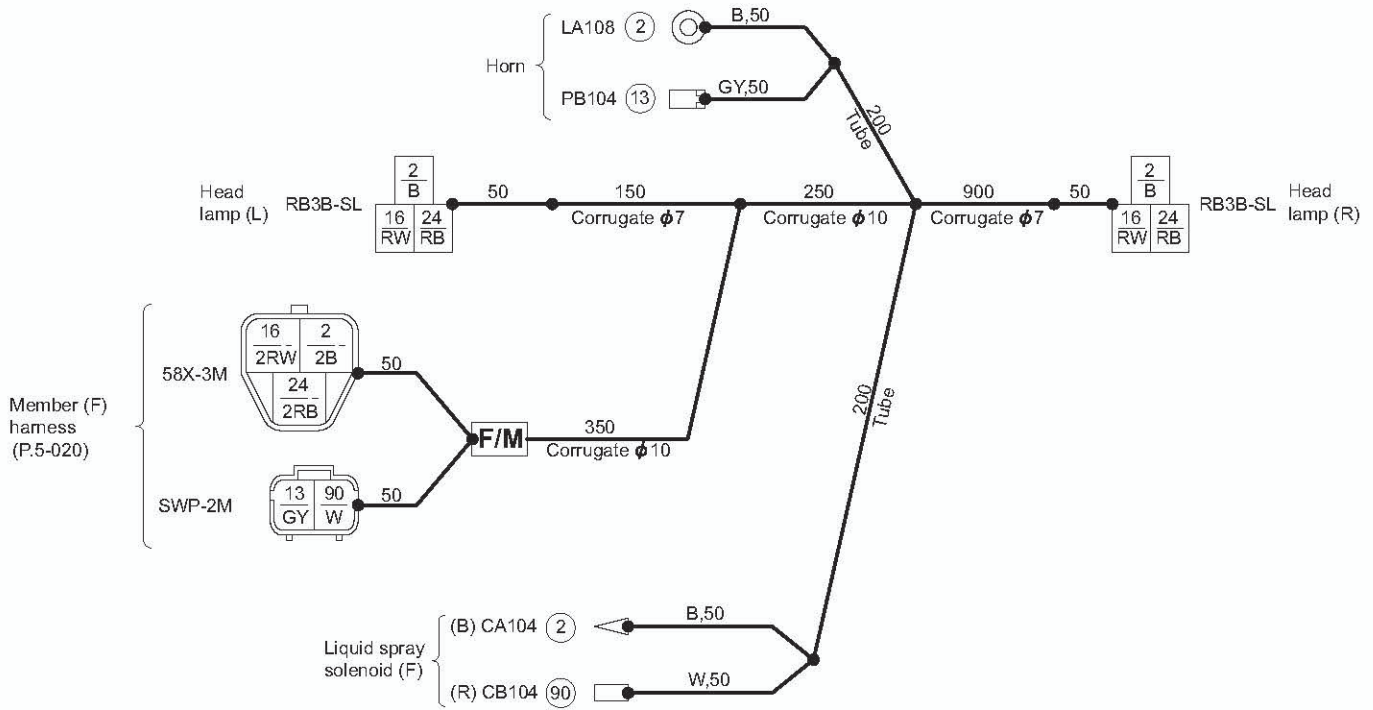 LA108 2
B,50
Horn
PB104 13
GY,50
200
Tube
Head
lamp (L)
RB3B-SL
2
B
16 24
RW RB
50
150
Corrugate ϕ7
250
Corrugate ϕ10
900
Corrugate ϕ7
50
2
B
16 24
RW RB
RB3B-SL
Head
lamp (R)
Member (F)
harness
(P.5-020)
58X-3M
16 2
2RW 2B
24
2RB
50
F/M
350
Corrugate ϕ10
SWP-2M
13 90
GY W
50
200
Tube
Liquid spray
solenoid (F)
(B) CA104 2
B,50
(R) CB104 90
W,50